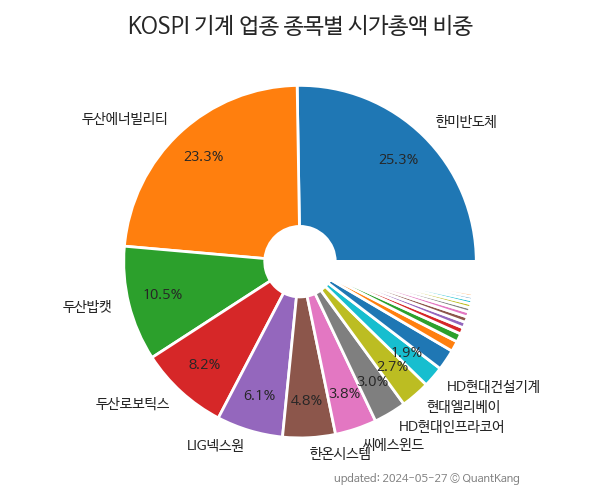 KOSPI 기계 업종 종목별 시가총액 비중
한미반도체
25.3%
두산에너빌리티
23.3%
두산밥캣
10.5%
두산로보틱스
8.2%
LIG넥스원
6.1%
한온시스템
4.8%
씨에스윈드
3.8%
HD현대인프라코어
3.0%
현대엘리베이
2.7%
HD현대건설기계
1.9%
updated: 2024-05-27 © QuantKang